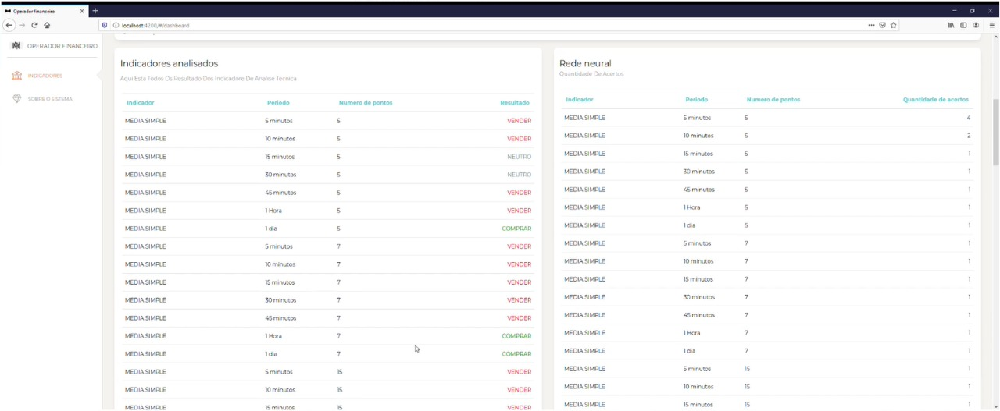 Operador financeiro
localhost:4200/#/dashboard
OPERADOR FINANCEIRO
INDICADORES
SOBRE O SISTEMA
Indicadores analisados
Aqui Esta Todos Os Resultado Dos Indicadore De Analise Tecnica
Indicador Periodo Numero de pontos Resultado
MEDIA SIMPLE 5 minutos 5 VENDER
MEDIA SIMPLE 10 minutos 5 VENDER
MEDIA SIMPLE 15 minutos 5 NEUTRO
MEDIA SIMPLE 30 minutos 5 NEUTRO
MEDIA SIMPLE 45 minutos 5 VENDER
MEDIA SIMPLE 1 Hora 5 VENDER
MEDIA SIMPLE 1 dia 5 COMPRAR
MEDIA SIMPLE 5 minutos 7 VENDER
MEDIA SIMPLE 10 minutos 7 VENDER
MEDIA SIMPLE 15 minutos 7 VENDER
MEDIA SIMPLE 30 minutos 7 VENDER
MEDIA SIMPLE 45 minutos 7 VENDER
MEDIA SIMPLE 1 Hora 7 COMPRAR
MEDIA SIMPLE 1 dia 7 COMPRAR
MEDIA SIMPLE 5 minutos 15 VENDER
MEDIA SIMPLE 10 minutos 15 VENDER
MEDIA SIMPLE 15 minutos 15 VENDER
Rede neural
Quantidade De Acertos
Indicador Periodo Numero de pontos Quantidade de acertos
MEDIA SIMPLE 5 minutos 5 4
MEDIA SIMPLE 10 minutos 5 2
MEDIA SIMPLE 15 minutos 5 1
MEDIA SIMPLE 30 minutos 5 1
MEDIA SIMPLE 45 minutos 5 1
MEDIA SIMPLE 1 Hora 5 1
MEDIA SIMPLE 1 dia 5 1
MEDIA SIMPLE 5 minutos 7 1
MEDIA SIMPLE 10 minutos 7 1
MEDIA SIMPLE 15 minutos 7 1
MEDIA SIMPLE 30 minutos 7 1
MEDIA SIMPLE 45 minutos 7 1
MEDIA SIMPLE 1 Hora 7 1
MEDIA SIMPLE 1 dia 7 1
MEDIA SIMPLE 5 minutos 15 1
MEDIA SIMPLE 10 minutos 15 1
MEDIA SIMPLE 15 minutos 15 1